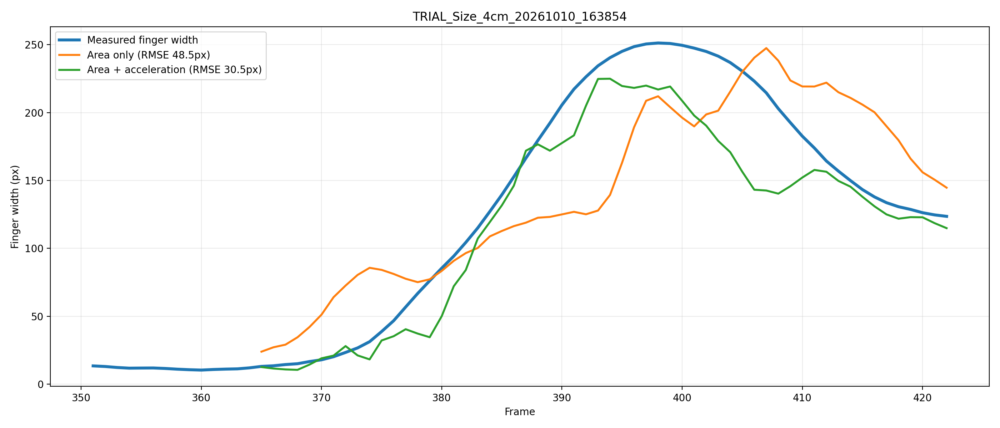 TRIAL_Size_4cm_20261010_163854
Measured finger width
Area only (RMSE 48.5px)
Area + acceleration (RMSE 30.5px)
Finger width (px)
250
200
150
100
50
0
350 360 370 380 390 400 410 420
Frame